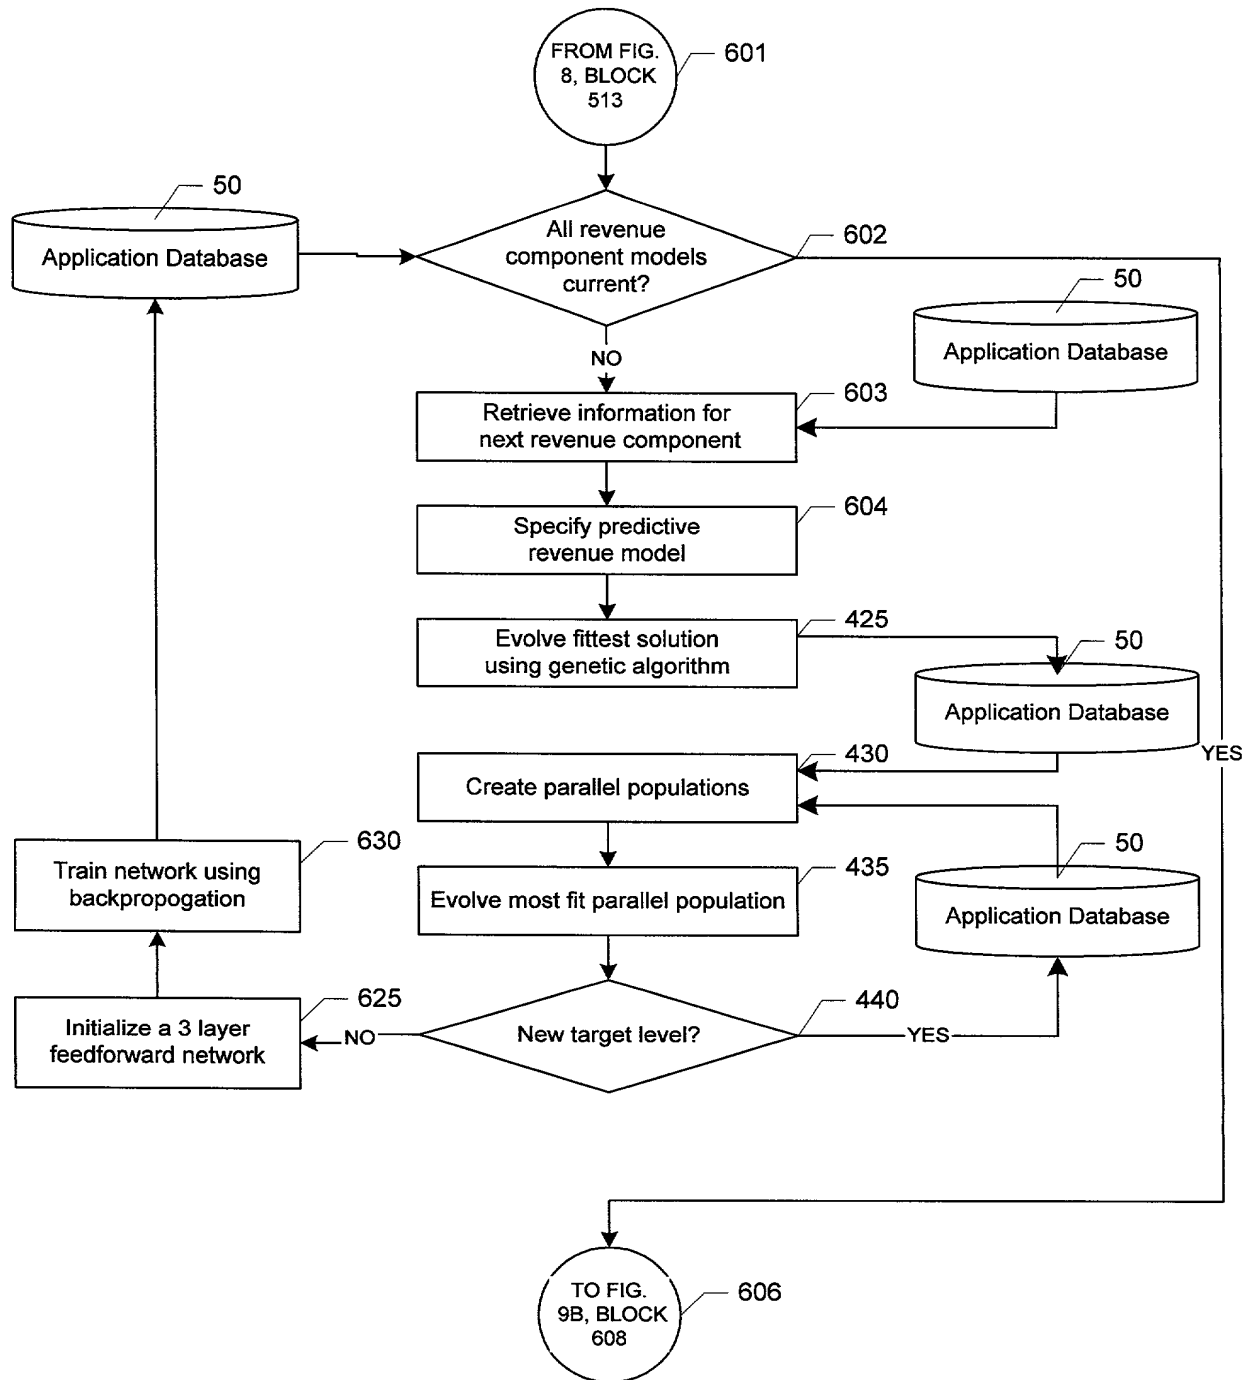 FROM FIG.
8, BLOCK
513
601
50
Application Database
All revenue
component models
current?
602
50
Application Database
NO
Retrieve information for
next revenue component
603
Specify predictive
revenue model
604
Evolve fittest solution
using genetic algorithm
425
50
Application Database
YES
Create parallel populations
430
Train network using
backpropogation
630
Evolve most fit parallel population
435
50
Application Database
Initialize a 3 layer
feedforward network
625
NO
New target level?
440
YES
TO FIG.
9B, BLOCK
608
606